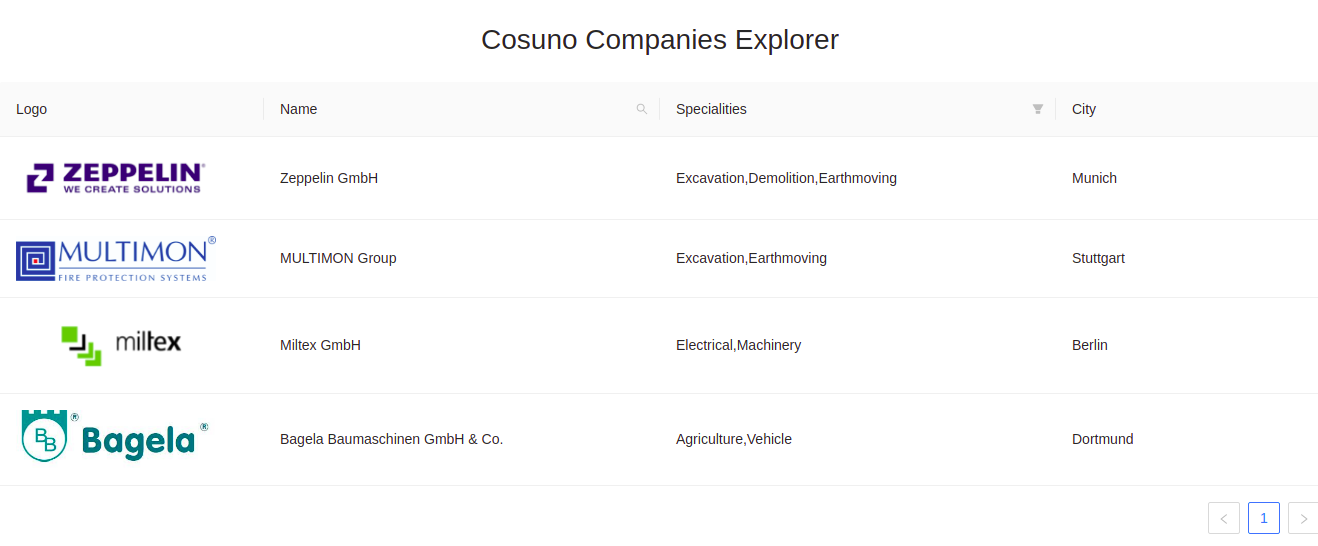 Cosuno Companies Explorer
Logo Name Specialities City
ZEPPELIN®
WE CREATE SOLUTIONS
Zeppelin GmbH Excavation,Demolition,Earthmoving Munich
MULTIMON®
FIRE PROTECTION SYSTEMS
MULTIMON Group Excavation,Earthmoving Stuttgart
miltex
Miltex GmbH Electrical,Machinery Berlin
BB® Bagela®
Bagela Baumaschinen GmbH & Co. Agriculture,Vehicle Dortmund
< 1 >